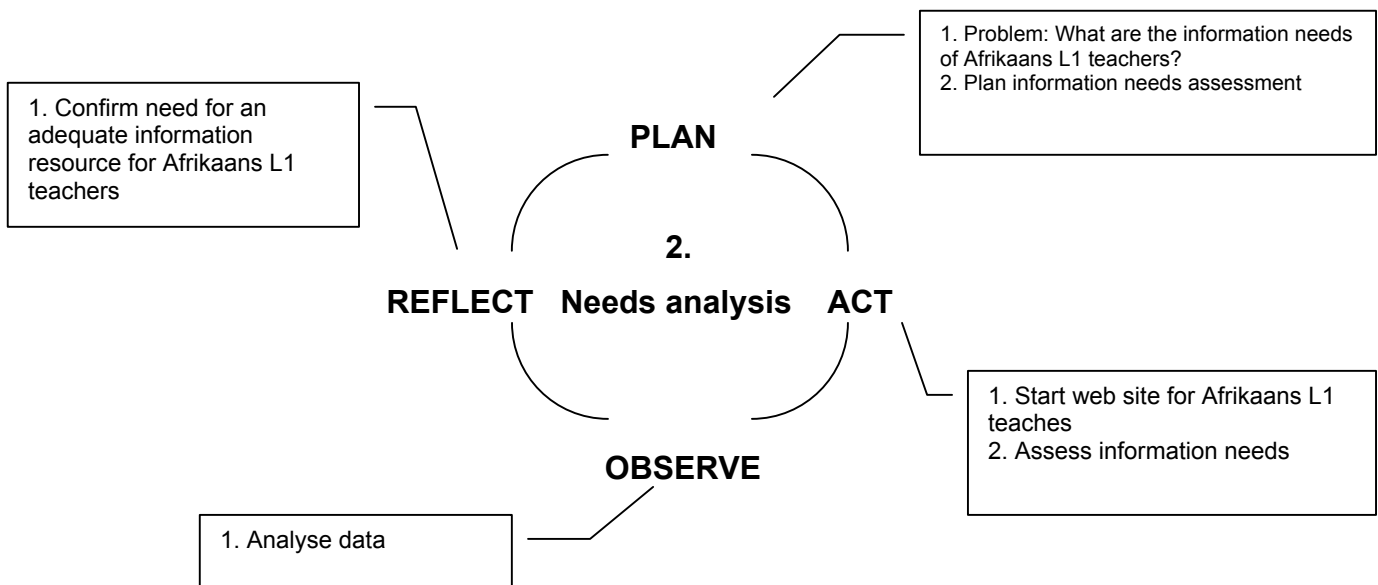 1. Problem: What are the information needs
of Afrikaans L1 teachers?
2. Plan information needs assessment
1. Confirm need for an
adequate information
resource for Afrikaans L1
teachers
PLAN
2.
REFLECT Needs analysis ACT
1. Start web site for Afrikaans L1
teaches
2. Assess information needs
OBSERVE
1. Analyse data